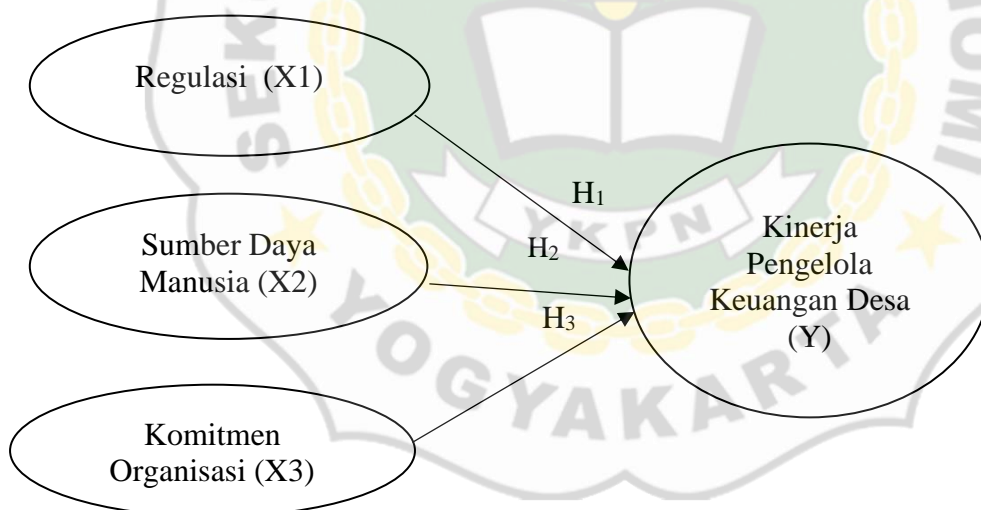 Regulasi (X1)
Sumber Daya
Manusia (X2)
Komitmen
Organisasi (X3)
H1
H2
H3
Kinerja
Pengelola
Keuangan Desa
(Y)
YKPN
YOGYAKARTA